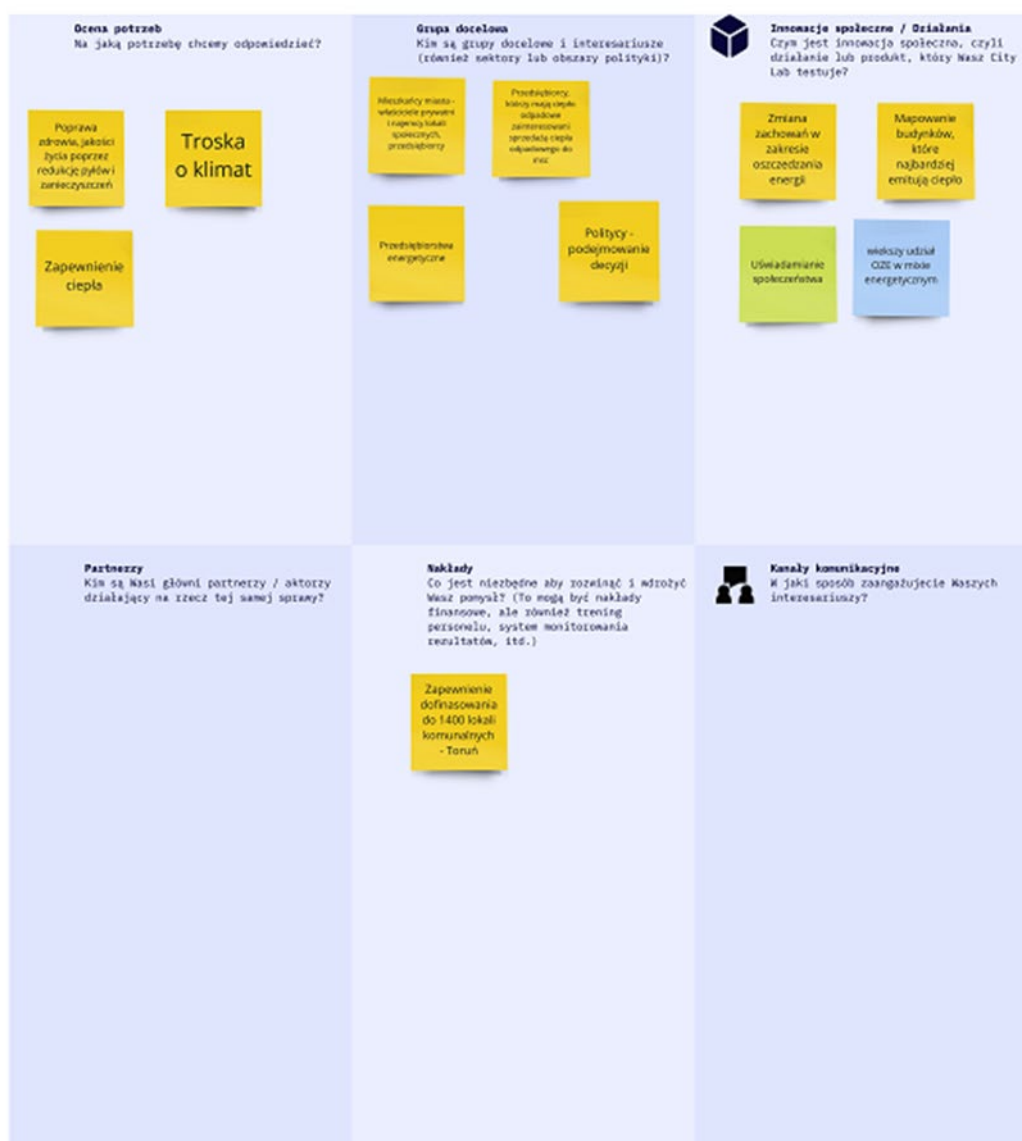 Ocena potrzeb
Na jaką potrzebę chcemy odpowiedzieć?
Poprawa
zdrowia, jakości
życia poprzez
redukcję pyłów i
zanieczyszczeń
Troska
o klimat
Zapewnienie
ciepła
Grupa docelowa
Kim są grupy docelowe i interesariusze
(również sektory lub obszary polityki)?
Mieszkańcy miasta -
właściciele prywatni
i najemcy lokali
społecznych,
przedsiębiorcy
Przedsiębiorcy,
którzy mają ciepło
odpadowe
zainteresowani
sprzedażą ciepła
odpadowego do
msc
Przedsiębiorstwa
energetyczne
Politycy -
podejmowanie
decyzji
Innowacje społeczne / Działania
Czym jest innowacja społeczna, czyli
działanie lub produkt, który Wasz City
Lab testuje?
Zmiana
zachowań w
zakresie
oszczedzania
energii
Mapowanie
budynków,
które
najbardziej
emitują ciepło
Uświadamianie
społeczeństwa
większy udział
OZE w mixie
energetycznym
Partnerzy
Kim są Wasi główni partnerzy / aktorzy
działający na rzecz tej samej sprawy?
Nakłady
Co jest niezbędne aby rozwinąć i wdrożyć
Wasz pomysł? (To mogą być nakłady
finansowe, ale również trening
personelu, system monitorowania
rezultatów, itd.)
Zapewnienie
dofinasowania
do 1400 lokali
komunalnych
- Toruń
Kanały komunikacyjne
W jaki sposób zaangażujecie Waszych
interesariuszy?